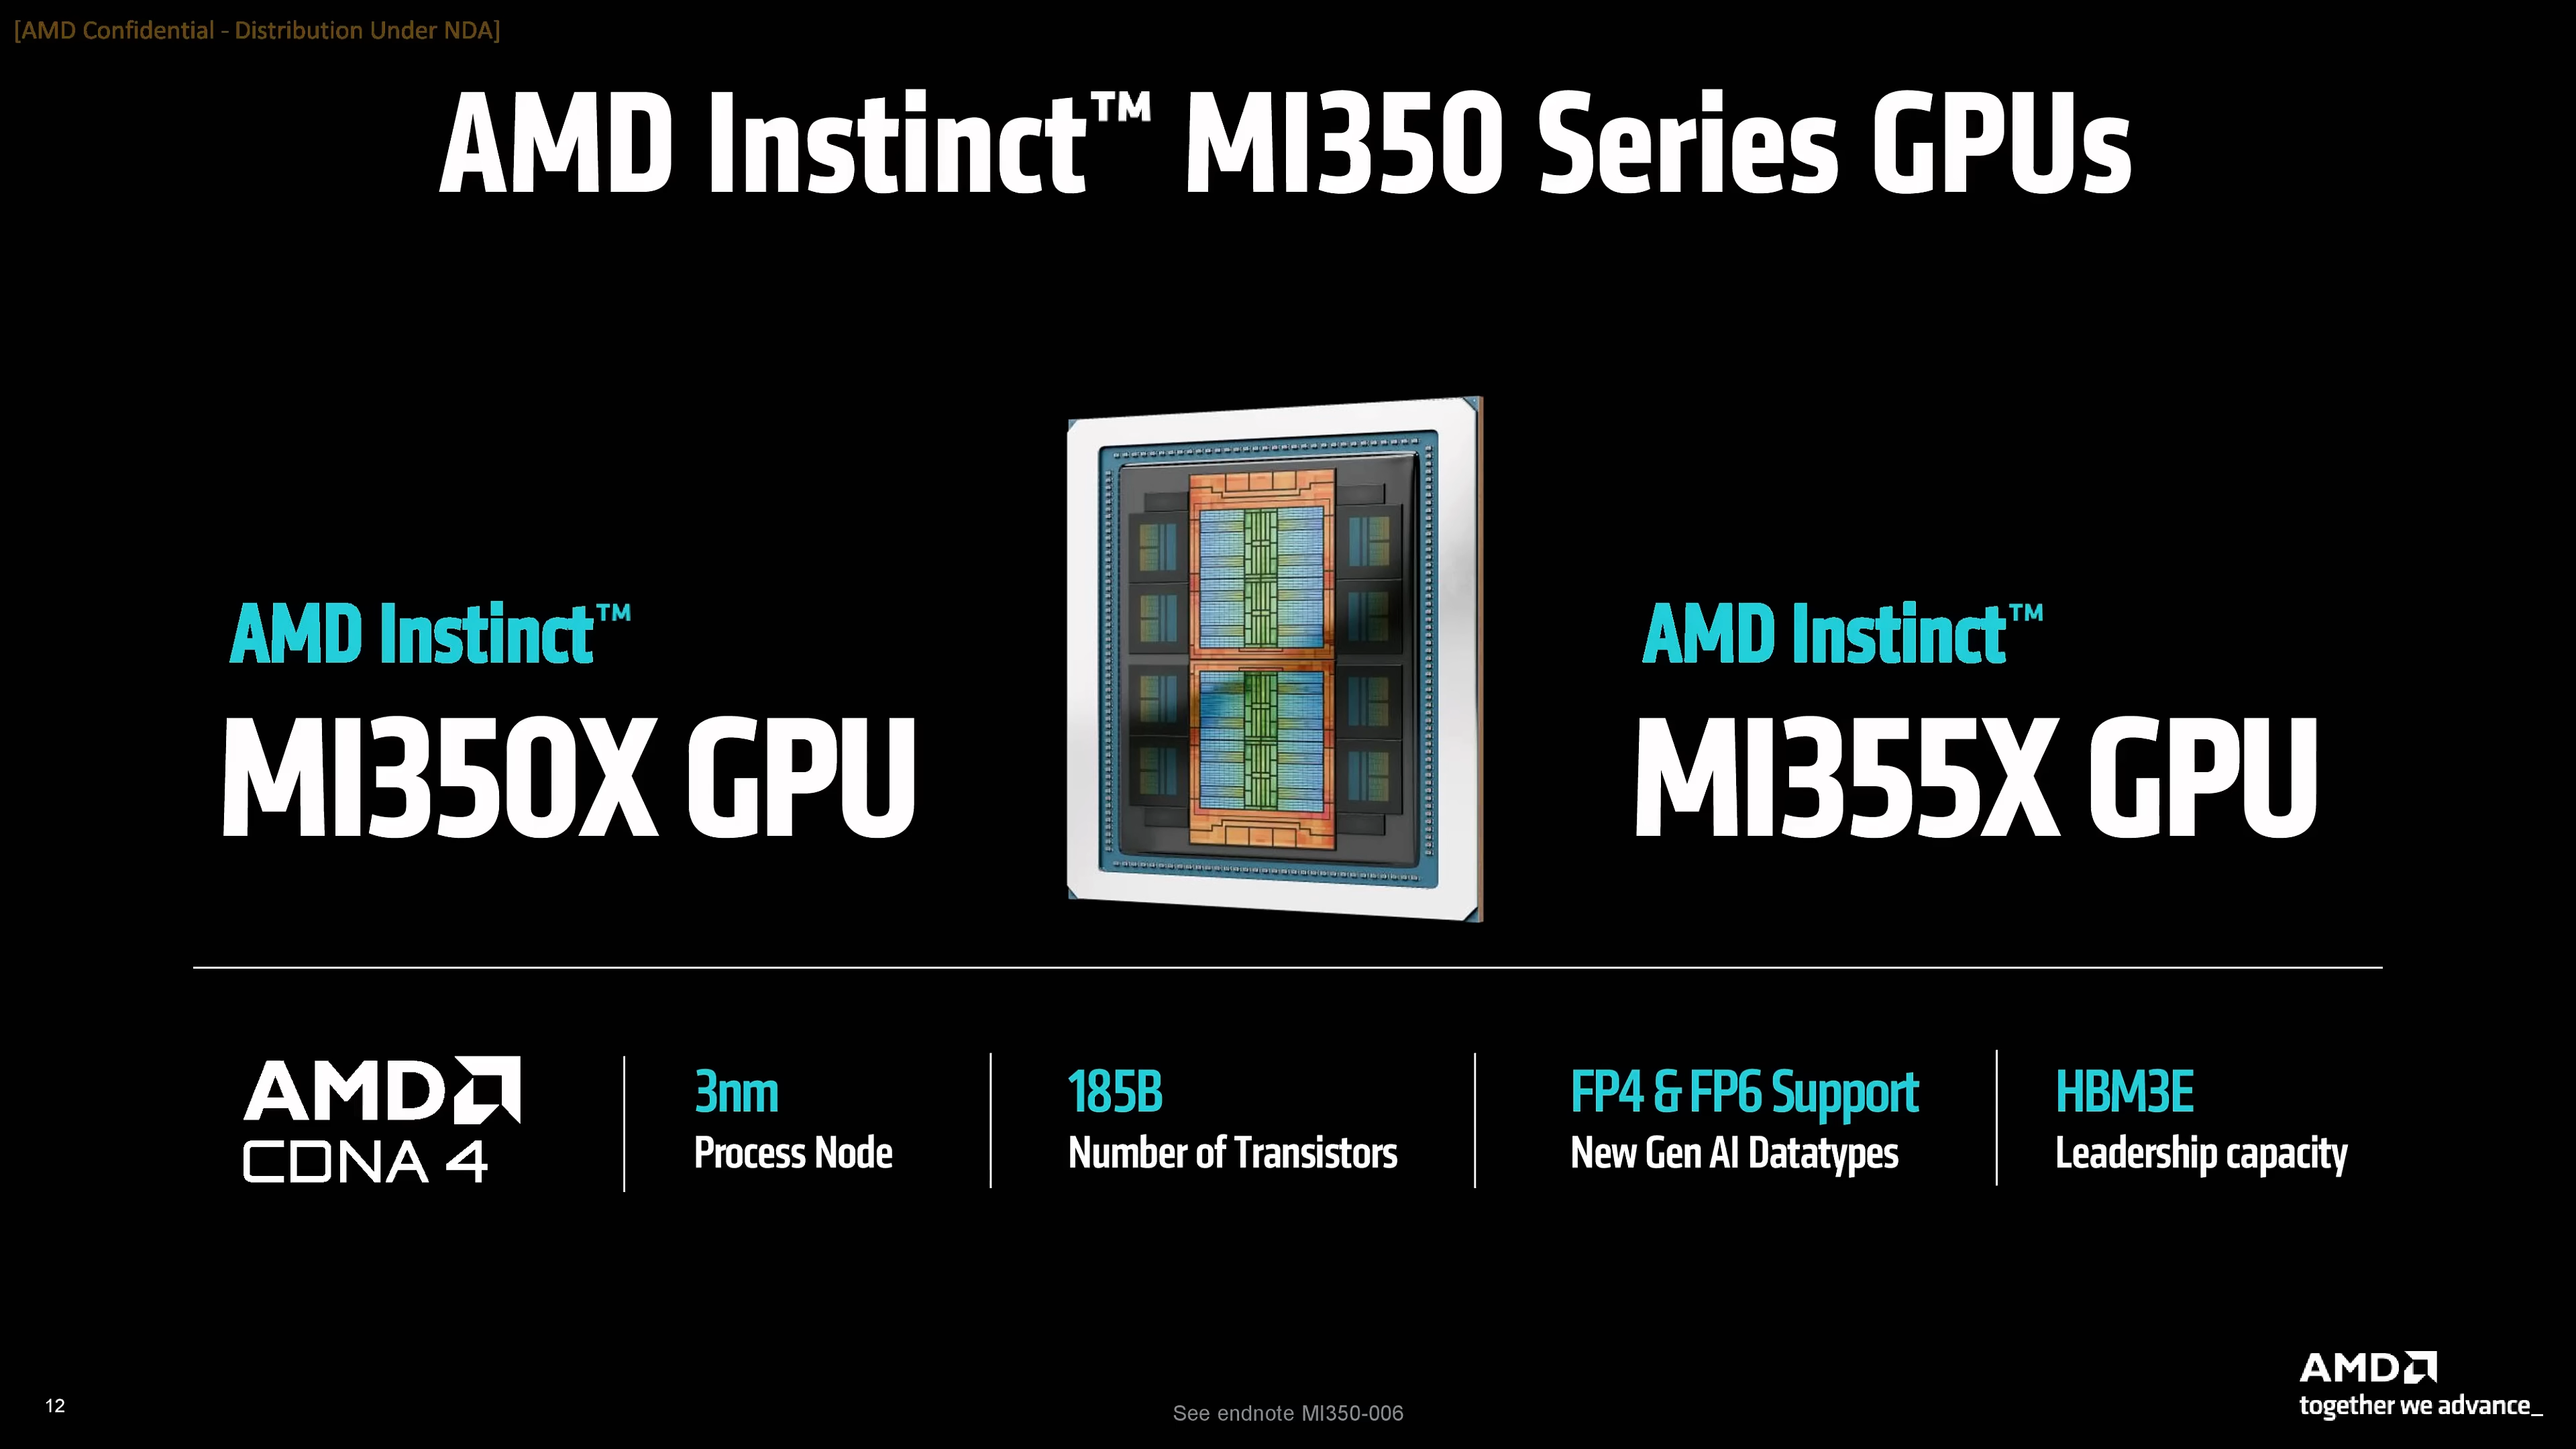 [AMD Confidential - Distribution Under NDA]
AMD Instinct™ MI350 Series GPUs
AMD Instinct™
MI350X GPU
AMD Instinct™
MI355X GPU
AMD
CDNA 4
3nm
Process Node
185B
Number of Transistors
FP4 & FP6 Support
New Gen AI Datatypes
HBM3E
Leadership capacity
12
See endnote MI350-006
AMD
together we advance_